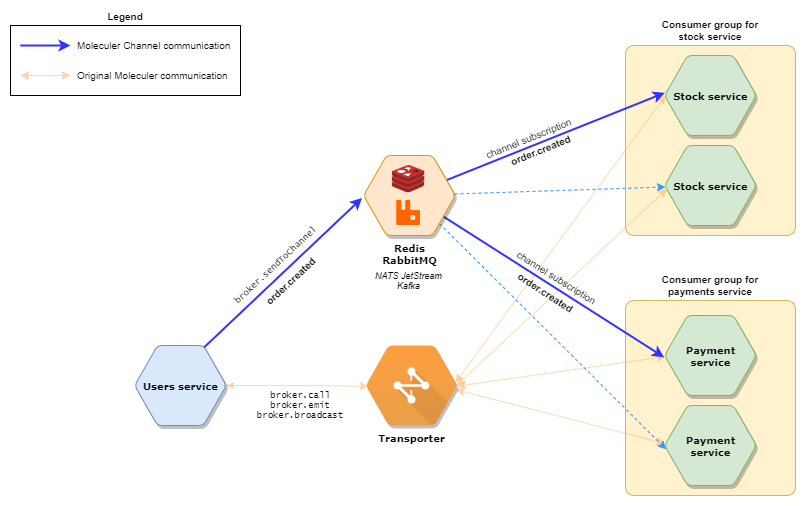 Legend
Moleculer Channel communication
Original Moleculer communication
Consumer group for
stock service
Stock service
Stock service
channel subscription
order.created
broker.sendToChannel
order.created
Redis
RabbitMQ
NATS JetStream
Kafka
channel subscription
order.created
Consumer group for
payments service
Payment
service
Payment
service
Users service
broker.call
broker.emit
broker.broadcast
Transporter